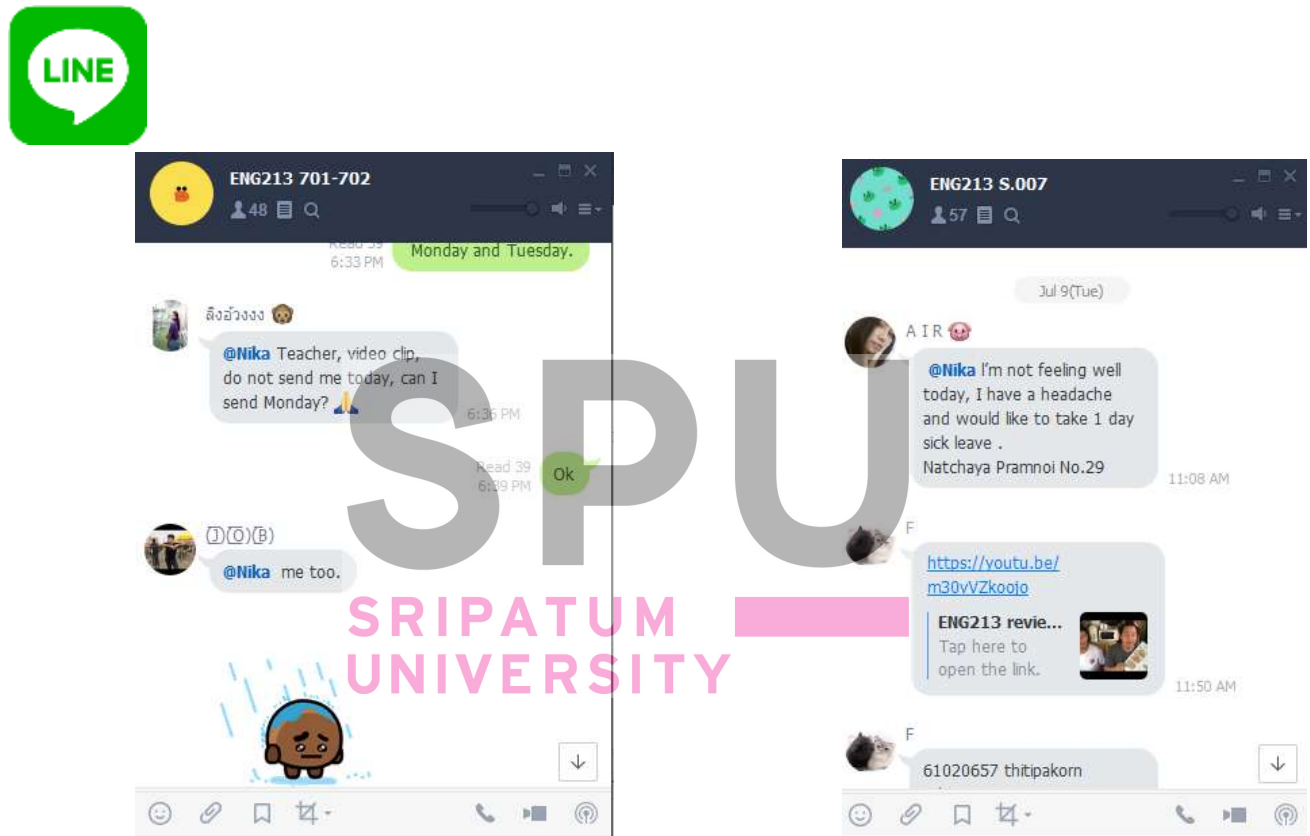 LINE
ENG213 701-702
48
Read 39
6:33 PM
Monday and Tuesday.
ลิงอ้วงงง
@Nika Teacher, video clip,
do not send me today, can I
send Monday?
6:36 PM
Read 39
6:39 PM
Ok
(J)(O)(B)
@Nika me too.
ENG213 S.007
57
Jul 9(Tue)
A I R
@Nika I'm not feeling well
today, I have a headache
and would like to take 1 day
sick leave .
Natchaya Pramnoi No.29
11:08 AM
F
https://youtu.be/
m30vVZkoojo
ENG213 revie...
Tap here to
open the link.
11:50 AM
F
61020657 thitipakorn
SPU
SRIPATUM
UNIVERSITY